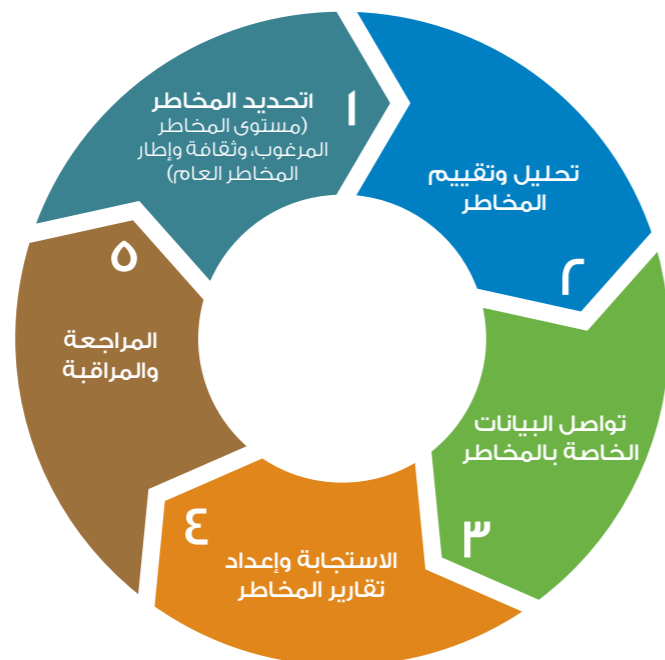 ١
اتحديد المخاطر
(مستوى المخاطر
المرغوب، وثقافة وإطار
المخاطر العام)
تحليل وتقييم
المخاطر
٢
تواصل البيانات
الخاصة بالمخاطر
٣
٤
الاستجابة وإعداد
تقارير المخاطر
٥
المراجعة
والمراقبة